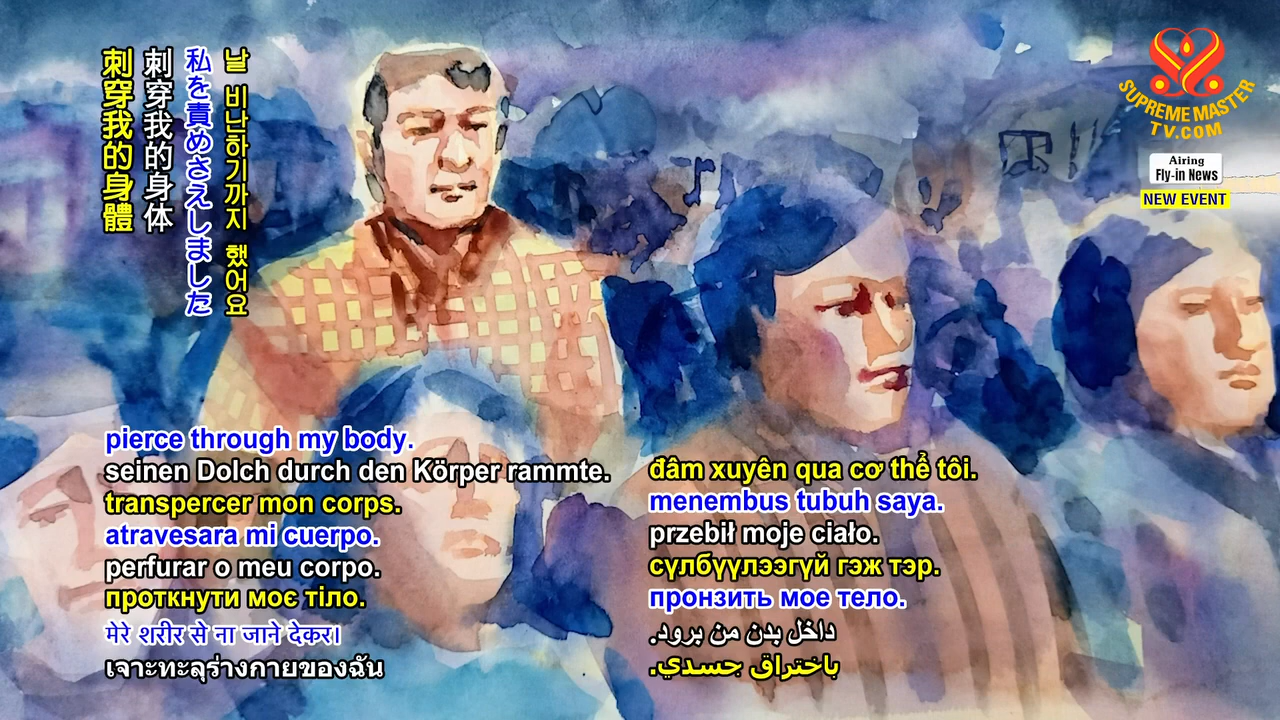 刺穿我的身體
刺穿我的身体
私を責めさえしました
날 비난하기까지 했어요
SUPREME MASTER
TV.COM
Airing
Fly-in News
NEW EVENT
pierce through my body.
seinen Dolch durch den Körper rammte.
transpercer mon corps.
atravesara mi cuerpo.
perfurar o meu corpo.
проткнути моє тіло.
मेरे शरीर से ना जाने देकर।
เจาะทะลุร่างกายของฉัน
đâm xuyên qua cơ thể tôi.
menembus tubuh saya.
przebił moje ciało.
сүлбүүлээгүй гэж тэр.
пронзить мое тело.
داخل بدن من برود.
باختراق جسدي.